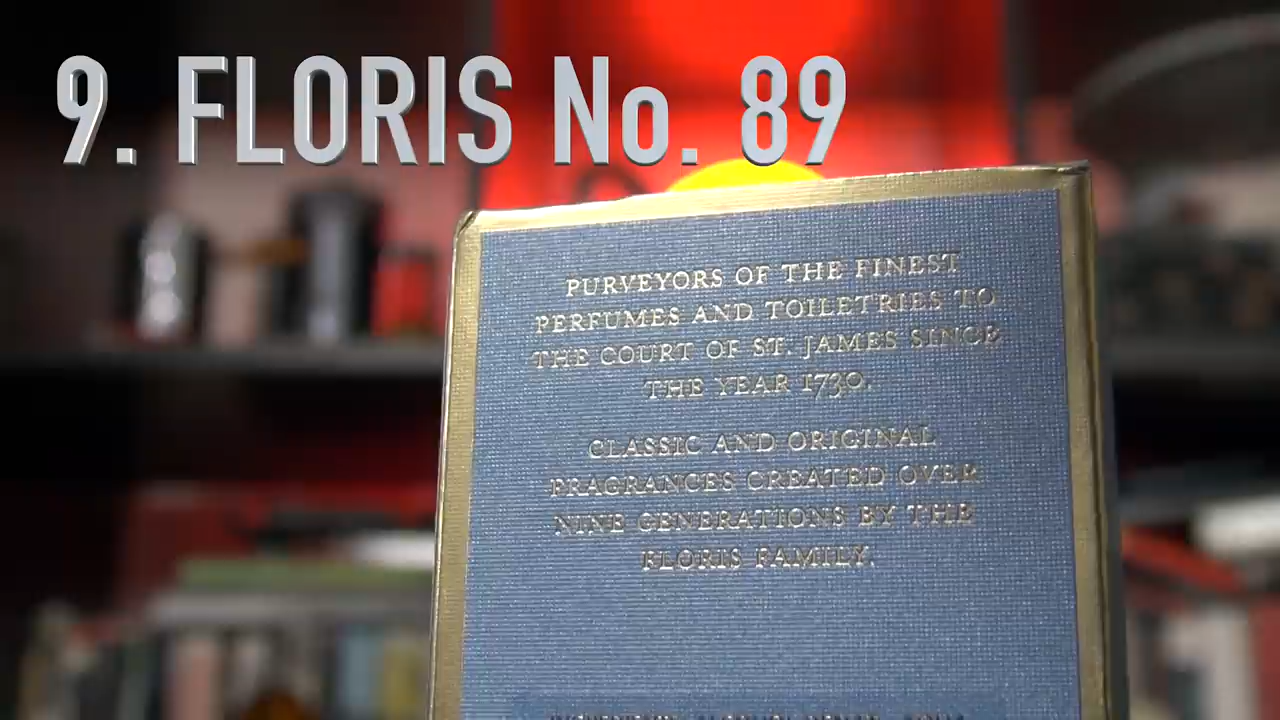 9. FLORIS No. 89
PURVEYORS OF THE FINEST
PERFUMES AND TOILETRIES TO
THE COURT OF ST. JAMES SINCE
THE YEAR 1730.
CLASSIC AND ORIGINAL
FRAGRANCES CREATED OVER
NINE GENERATIONS BY THE
FLORIS FAMILY.